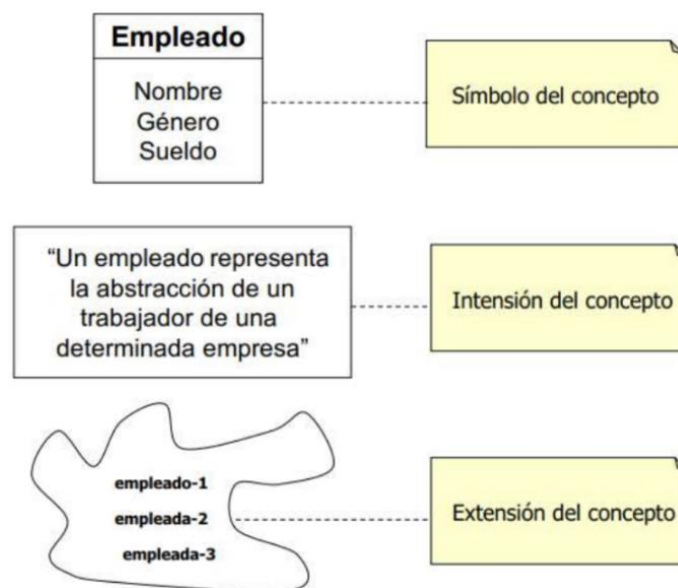 Empleado
Nombre
Género
Sueldo
Símbolo del concepto
“Un empleado representa
la abstracción de un
trabajador de una
determinada empresa”
Intensión del concepto
empleado-1
empleada-2
empleada-3
Extensión del concepto